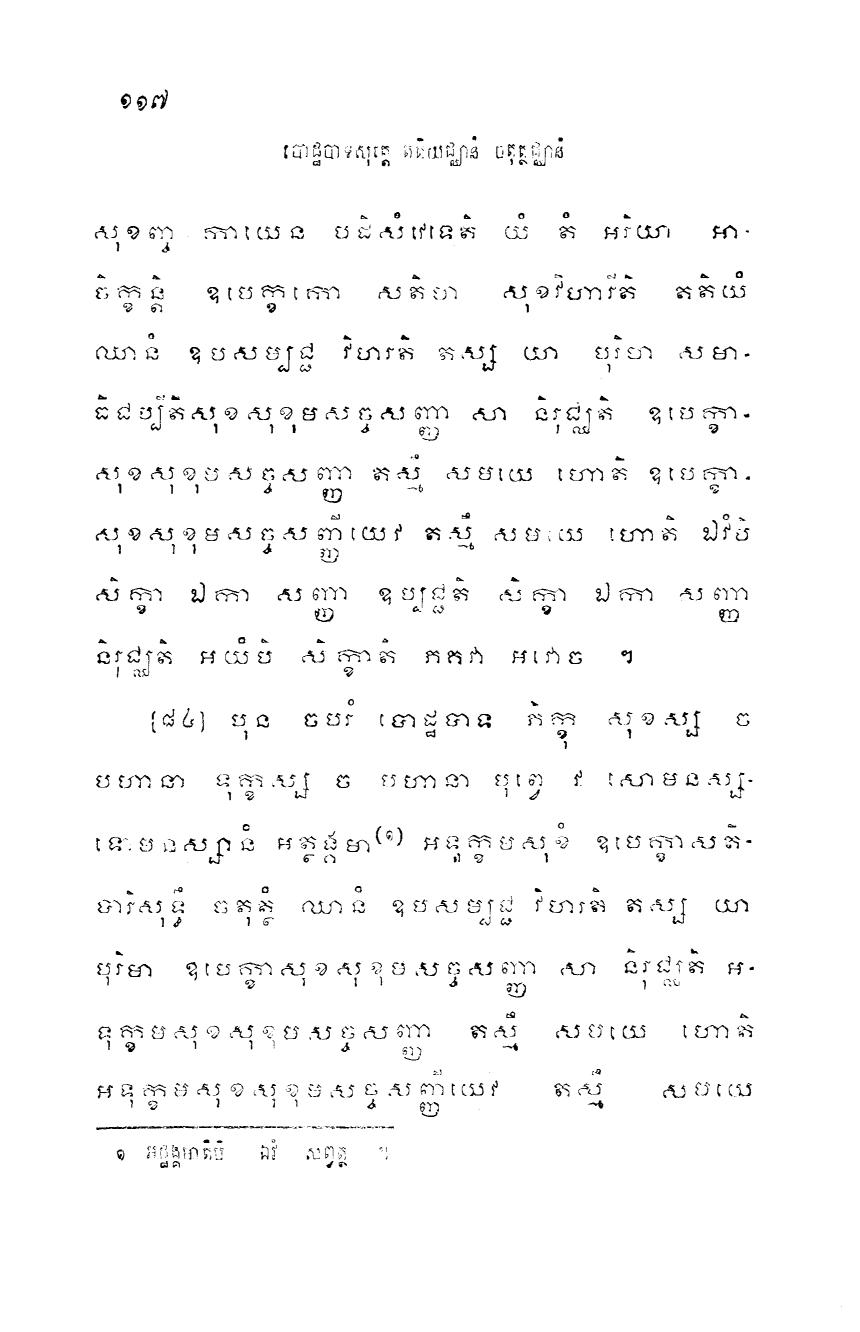 ១១៧
បោដ្ឋបាទសុត្តេ តតិយជ្ឈានំ ចតុត្ថជ្ឈានំ
សុខញ្ច កាយេន បដិសំវេទេតិ យំ តំ អរិយា អា-
ចិក្ខន្តិ ឧបេក្ខកោ សតិមា សុខវិហារីតិ តតិយំ
ឈានំ ឧបសម្បជ្ជ វិហរតិ តស្ស យា បុរិមា សមា-
ធិជប្បីតិសុខសុខុមសច្ចសញ្ញា សា និរុជ្ឈតិ ឧបេក្ខា-
សុខសុខុមសច្ចសញ្ញា តស្មឹ សមយេ ហោតិ ឧបេក្ខា-
សុខសុខុមសច្ចសញ្ញីយេវ តស្មឹ សមយេ ហោតិ ឯវំបិ
សិក្ខា ឯកា សញ្ញា ឧប្បជ្ជតិ សិក្ខា ឯកា សញ្ញា
និរុជ្ឈតិ អយំបិ សិក្ខាតិ ភគវា អវោច ។
[៨៤] បុន ចបរំ បោដ្ឋបាទ ភិក្ខុ សុខស្ស ច
បហានា ទុក្ខស្ស ច បហានា បុព្វេ វ សោមនស្ស-
ទោមនស្សានំ អត្ថង្គមា(១) អទុក្ខមសុខំ ឧបេក្ខាសតិ-
បារិសុទ្ធឹ ចតុត្ថំ ឈានំ ឧបសម្បជ្ជ វិហរតិ តស្ស យា
បុរិមា ឧបេក្ខាសុខសុខុមសច្ចសញ្ញា សា និរុជ្ឈតិ អ-
ទុក្ខមសុខសុខុមសច្ចសញ្ញា តស្មឹ សមយេ ហោតិ
អទុក្ខមសុខសុខុមសច្ចសញ្ញីយេវ តស្មឹ សមយេ
១ អដ្ឋង្គមាតិបិ ឯវំ សព្វត្ថ ។